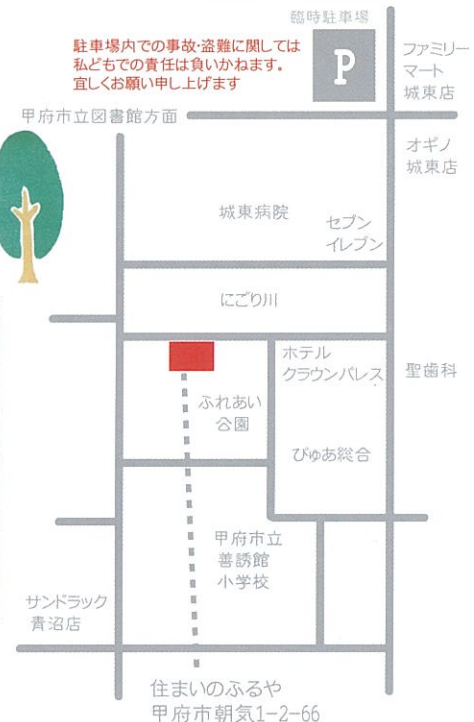 臨時駐車場
駐車場内での事故・盗難に関しては
私どもでの責任は負いかねます。
宜しくお願い申し上げます
P
ファミリー
マート
城東店
甲府市立図書館方面
オギノ
城東店
城東病院
セブン
イレブン
にごり川
ホテル
クラウンパレス
聖歯科
ふれあい
公園
ぴゅあ総合
甲府市立
善誘館
小学校
サンドラック
青沼店
住まいのふるや
甲府市朝気1-2-66